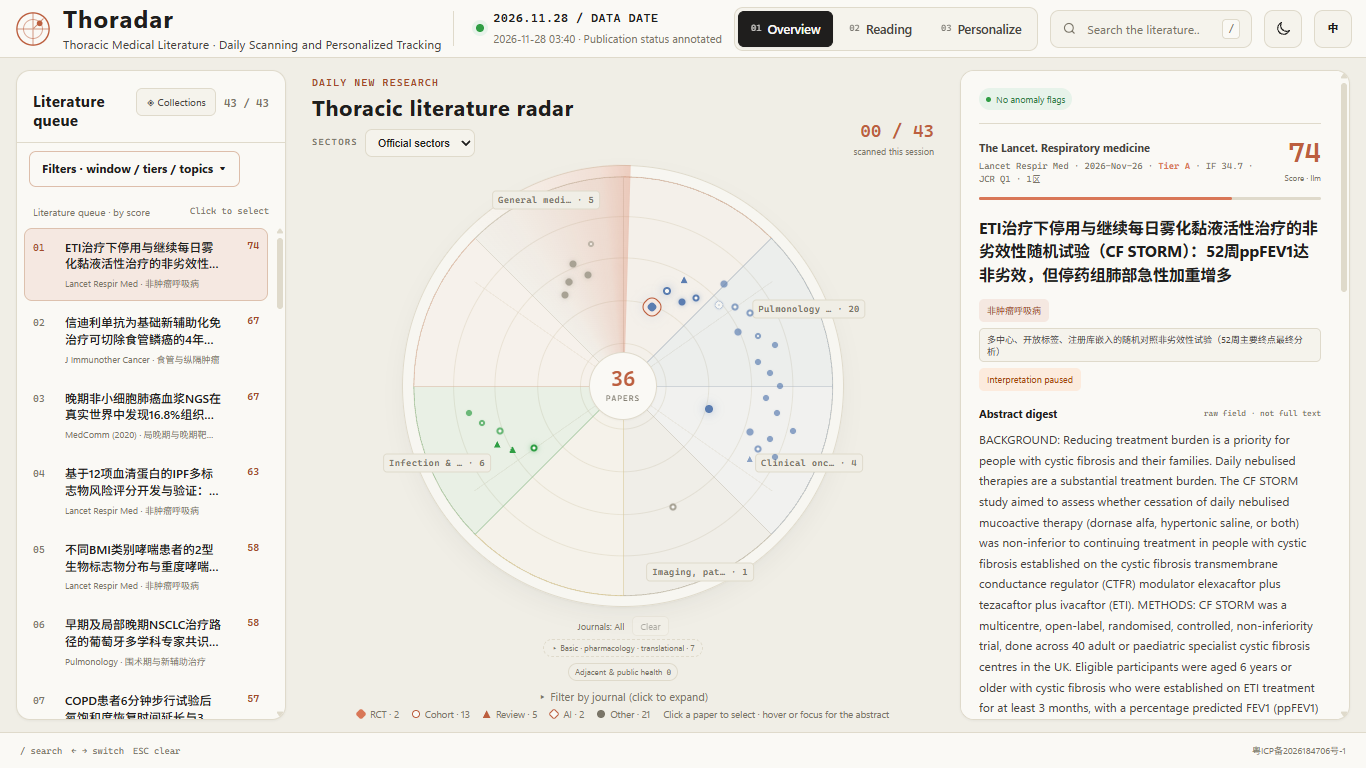 Thoradar
Thoracic Medical Literature · Daily Scanning and Personalized Tracking
2026.11.28 / DATA DATE
2026-11-28 03:40 · Publication status annotated
01 Overview
02 Reading
03 Personalize
Search the literature..
/
中
Literature queue
Collections
43 / 43
Filters · window / tiers / topics
Literature queue · by score
Click to select
01
ETI治疗下停用与继续每日雾
化黏液活性治疗的非劣效性…
74
Lancet Respir Med · 非肿瘤呼吸病
02
信迪利单抗为基础新辅助化免
治疗可切除食管鳞癌的4年…
67
J Immunother Cancer · 食管与纵隔肿瘤
03
晚期非小细胞肺癌血浆NGS在
真实世界中发现16.8%组织…
67
MedComm (2020) · 局晚期与晚期靶…
04
基于12项血清蛋白的IPF多标
志物风险评分开发与验证：…
63
Lancet Respir Med · 非肿瘤呼吸病
05
不同BMI类别哮喘患者的2型
生物标志物分布与重度哮喘…
58
Lancet Respir Med · 非肿瘤呼吸病
06
早期及局部晚期NSCLC治疗路
径的葡萄牙多学科专家共识…
58
Pulmonology · 围术期与新辅助治疗
07
COPD患者6分钟步行试验后
氧饱和度恢复时间延长与3
57
DAILY NEW RESEARCH
Thoracic literature radar
SECTORS
Official sectors
00 / 43
scanned this session
General medi… · 5
Pulmonology … · 20
36
PAPERS
Infection & … · 6
Clinical onc… · 4
Imaging, pat… · 1
Journals: All
Clear
Basic · pharmacology · translational · 7
Adjacent & public health 0
Filter by journal (click to expand)
RCT · 2
Cohort · 13
Review · 5
AI · 2
Other · 21
Click a paper to select · hover or focus for the abstract
No anomaly flags
The Lancet. Respiratory medicine
Lancet Respir Med · 2026-Nov-26 · Tier A · IF 34.7 ·
JCR Q1 · 1区
74
Score · llm
ETI治疗下停用与继续每日雾化黏液活性治疗的非
劣效性随机试验（CF STORM）：52周ppFEV1达
非劣效，但停药组肺部急性加重增多
非肿瘤呼吸病
多中心、开放标签、注册库嵌入的随机对照非劣效性试验（52周主要终点最终分
析）
Interpretation paused
Abstract digest
raw field · not full text
BACKGROUND: Reducing treatment burden is a priority for
people with cystic fibrosis and their families. Daily nebulised
therapies are a substantial treatment burden. The CF STORM
study aimed to assess whether cessation of daily nebulised
mucoactive therapy (dornase alfa, hypertonic saline, or both)
was non-inferior to continuing treatment in people with cystic
fibrosis established on the cystic fibrosis transmembrane
conductance regulator (CTFR) modulator elexacaftor plus
tezacaftor plus ivacaftor (ETI). METHODS: CF STORM was a
multicentre, open-label, randomised, controlled, non-inferiority
trial, done across 40 adult or paediatric specialist cystic fibrosis
centres in the UK. Eligible participants were aged 6 years or
older with cystic fibrosis who were established on ETI treatment
for at least 3 months, with a percentage predicted FEV1 (ppFEV1)
/ search
← → switch
ESC clear
粤ICP备2026184706号-1